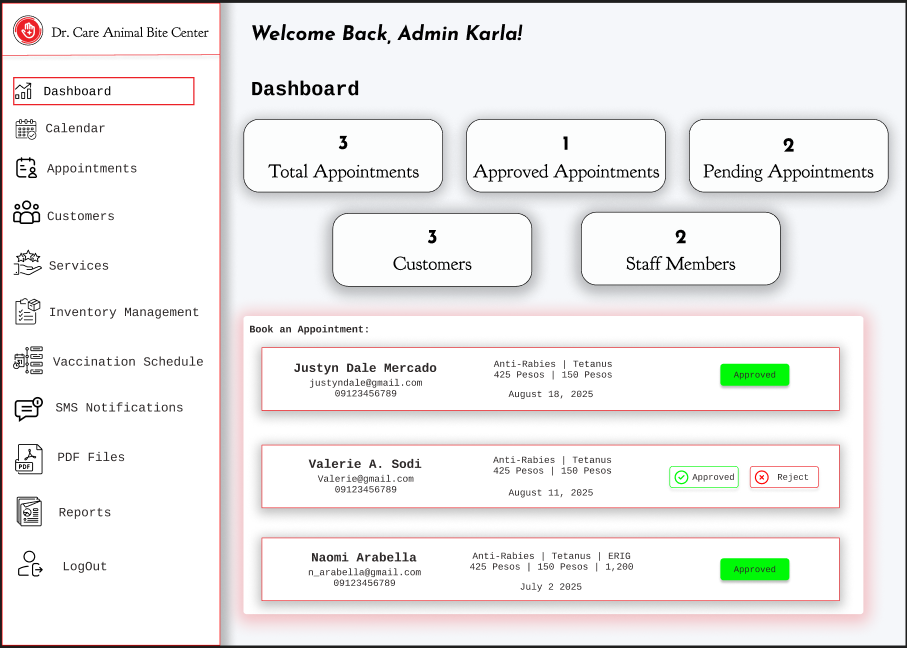 Dr. Care Animal Bite Center
Dashboard
Calendar
Appointments
Customers
Services
Inventory Management
Vaccination Schedule
SMS Notifications
PDF
PDF Files
Reports
LogOut
Welcome Back, Admin Karla!
Dashboard
3
Total Appointments
1
Approved Appointments
2
Pending Appointments
3
Customers
2
Staff Members
Book an Appointment:
Justyn Dale Mercado
justyndale@gmail.com
09123456789
Anti-Rabies | Tetanus
425 Pesos | 150 Pesos
August 18, 2025
Approved
Valerie A. Sodi
Valerie@gmail.com
09123456789
Anti-Rabies | Tetanus
425 Pesos | 150 Pesos
August 11, 2025
Approved
Reject
Naomi Arabella
n_arabella@gmail.com
09123456789
Anti-Rabies | Tetanus | ERIG
425 Pesos | 150 Pesos | 1,200
July 2 2025
Approved